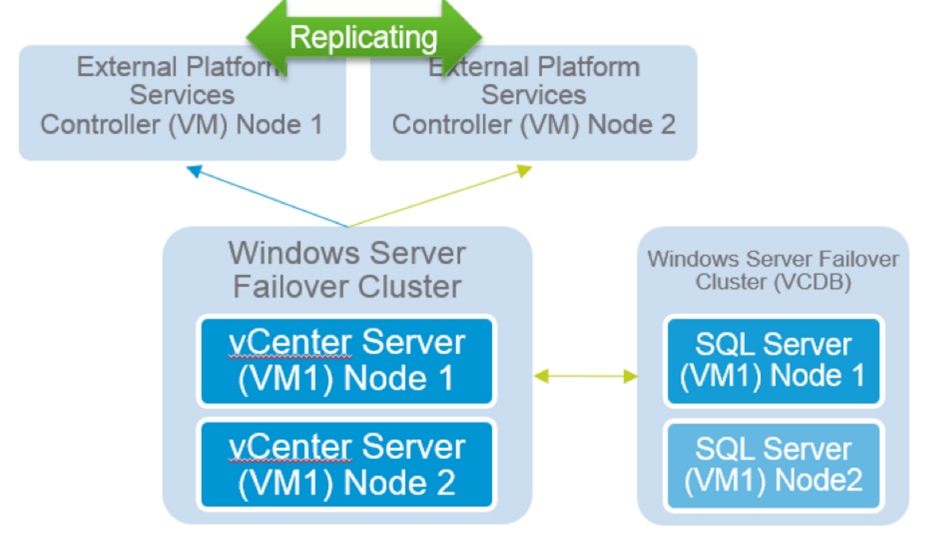 Replicating
External Platform
Services
Controller (VM) Node 1
External Platform
Services
Controller (VM) Node 2
Windows Server
Failover Cluster
vCenter Server
(VM1) Node 1
vCenter Server
(VM1) Node 2
Windows Server Failover
Cluster (VCDB)
SQL Server
(VM1) Node 1
SQL Server
(VM1) Node2